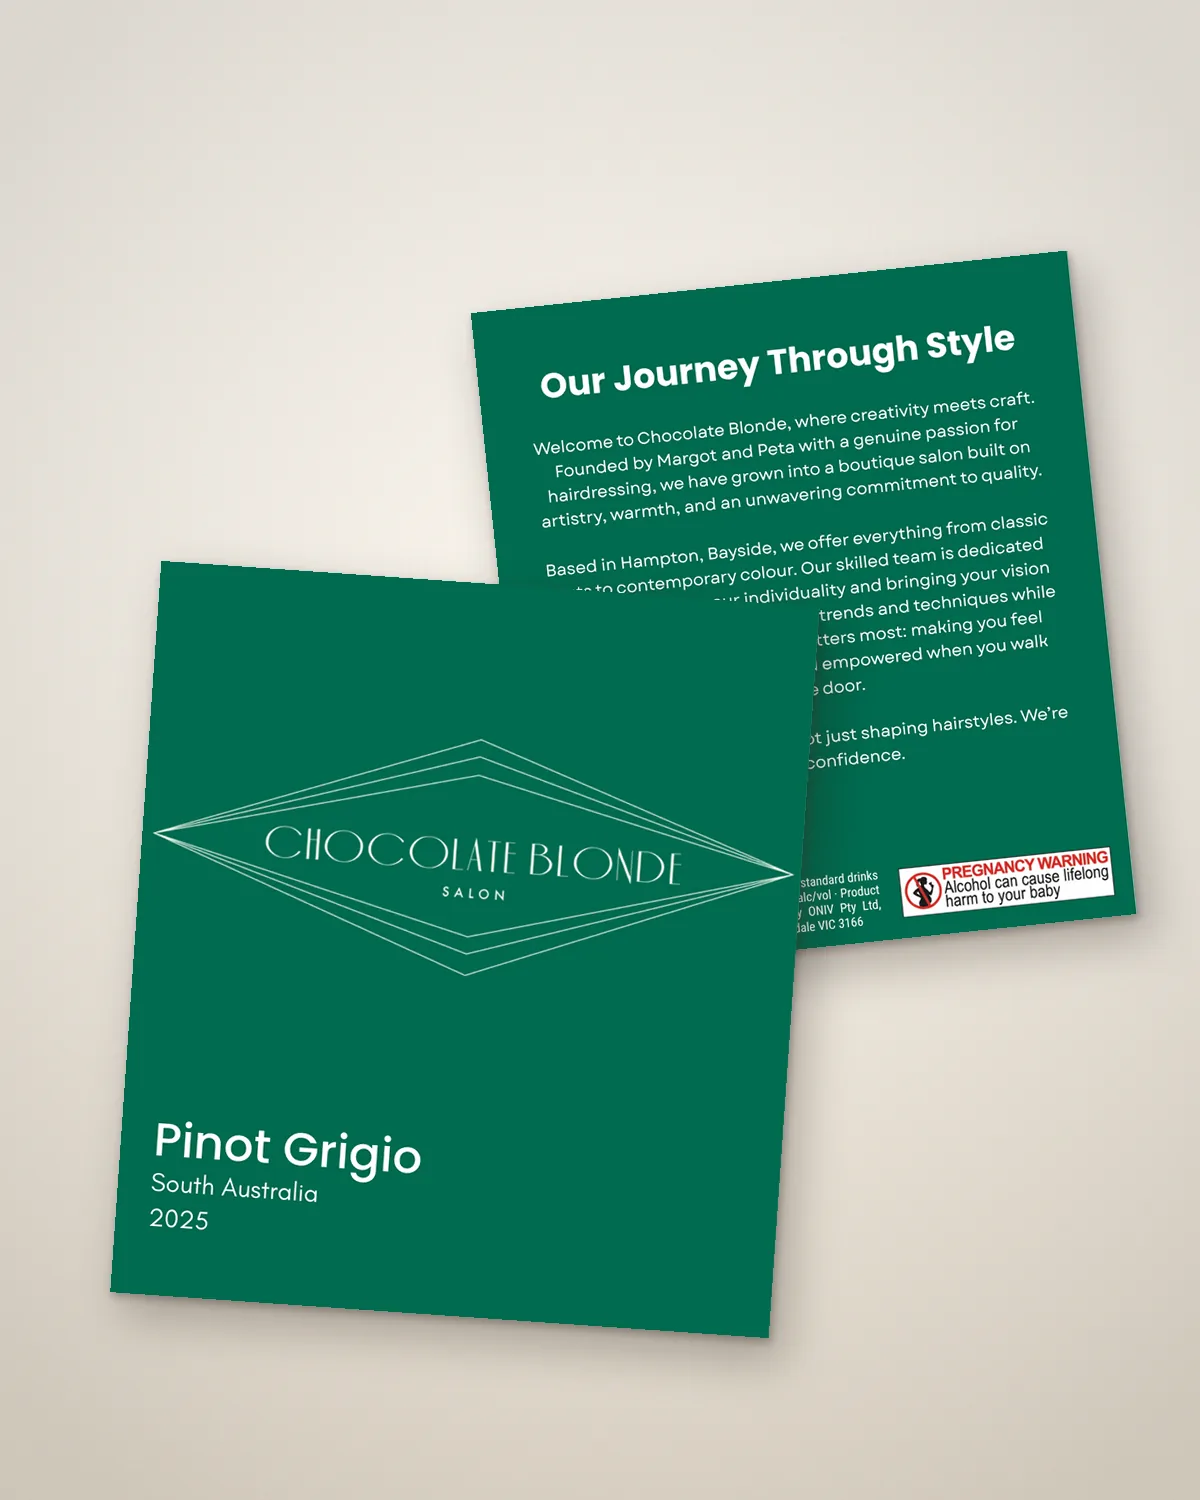 Our Journey Through Style
Welcome to Chocolate Blonde, where creativity meets craft.
Founded by Margot and Peta with a genuine passion for
hairdressing, we have grown into a boutique salon built on
artistry, warmth, and an unwavering commitment to quality.
Based in Hampton, Bayside, we offer everything from classic
to contemporary colour. Our skilled team is dedicated
individuality and bringing your vision
trends and techniques while
most: making you feel
empowered when you walk
door.
just shaping hairstyles. We're
confidence.
standard drinks
alc/vol · Product
ONIV Pty Ltd,
VIC 3166
PREGNANCY WARNING
Alcohol can cause lifelong
harm to your baby
CHOCOLATE BLONDE
SALON
Pinot Grigio
South Australia
2025